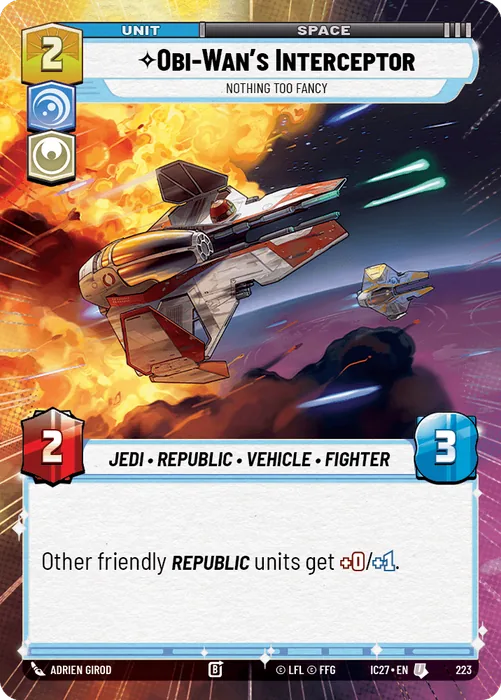 UNIT
SPACE
2
✧OBI-WAN'S INTERCEPTOR
NOTHING TOO FANCY
2
JEDI • REPUBLIC • VEHICLE • FIGHTER
3
Other friendly REPUBLIC units get +0/+1.
ADRIEN GIROD
B
© LFL © FFG
IC27 • EN
U
223